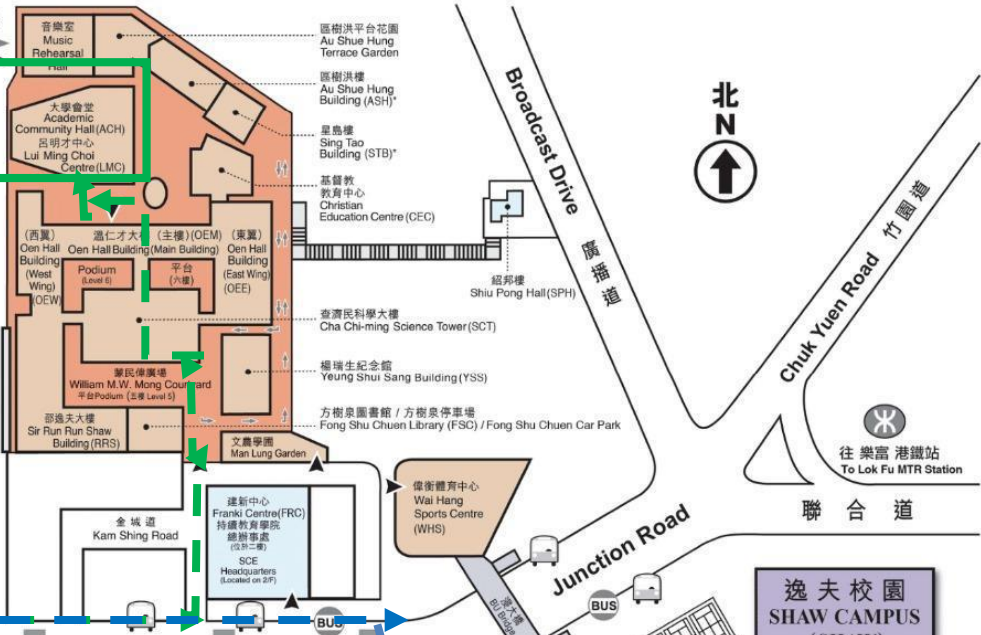 音樂室
Music
Rehearsal
Hall
區樹洪平台花園
Au Shue Hung
Terrace Garden
區樹洪樓
Au Shue Hung
Building (ASH)*
大學會堂
Academic
Community Hall (ACH)
呂明才中心
Lui Ming Choi
Centre (LMC)
星島樓
Sing Tao
Building (STB)*
基督教
教育中心
Christian
Education Centre (CEC)
(西翼)
Oen Hall
Building
(West
Wing)
(OEW)
溫仁才大樓 (主樓) (OEM)
Oen Hall Building (Main Building)
(東翼)
Oen Hall
Building
(East Wing)
(OEE)
Podium
(Level 6)
平台
(六樓)
紹邦樓
Shiu Pong Hall (SPH)
查濟民科學大樓
Cha Chi-ming Science Tower (SCT)
蒙民偉廣場
William M.W. Mong Courtyard
平台Podium (五樓 Level 5)
楊瑞生紀念館
Yeung Shui Sang Building (YSS)
邵逸夫大樓
Sir Run Run Shaw
Building (RRS)
方樹泉圖書館 / 方樹泉停車場
Fong Shu Chuen Library (FSC) / Fong Shu Chuen Car Park
文農學圃
Man Lung Garden
偉衡體育中心
Wai Hang
Sports Centre
(WHS)
金城道
Kam Shing Road
建新中心
Franki Centre (FRC)
持續教育學院
總辦事處
(位於二樓)
SCE
Headquarters
(Located on 2/F)
BUS
BUS
浸大橋
BU Bridge
Broadcast Drive 廣播道
北
N
Chuk Yuen Road 竹園道
往 樂富 港鐵站
To Lok Fu MTR Station
聯合道
Junction Road
逸夫校園
SHAW CAMPUS